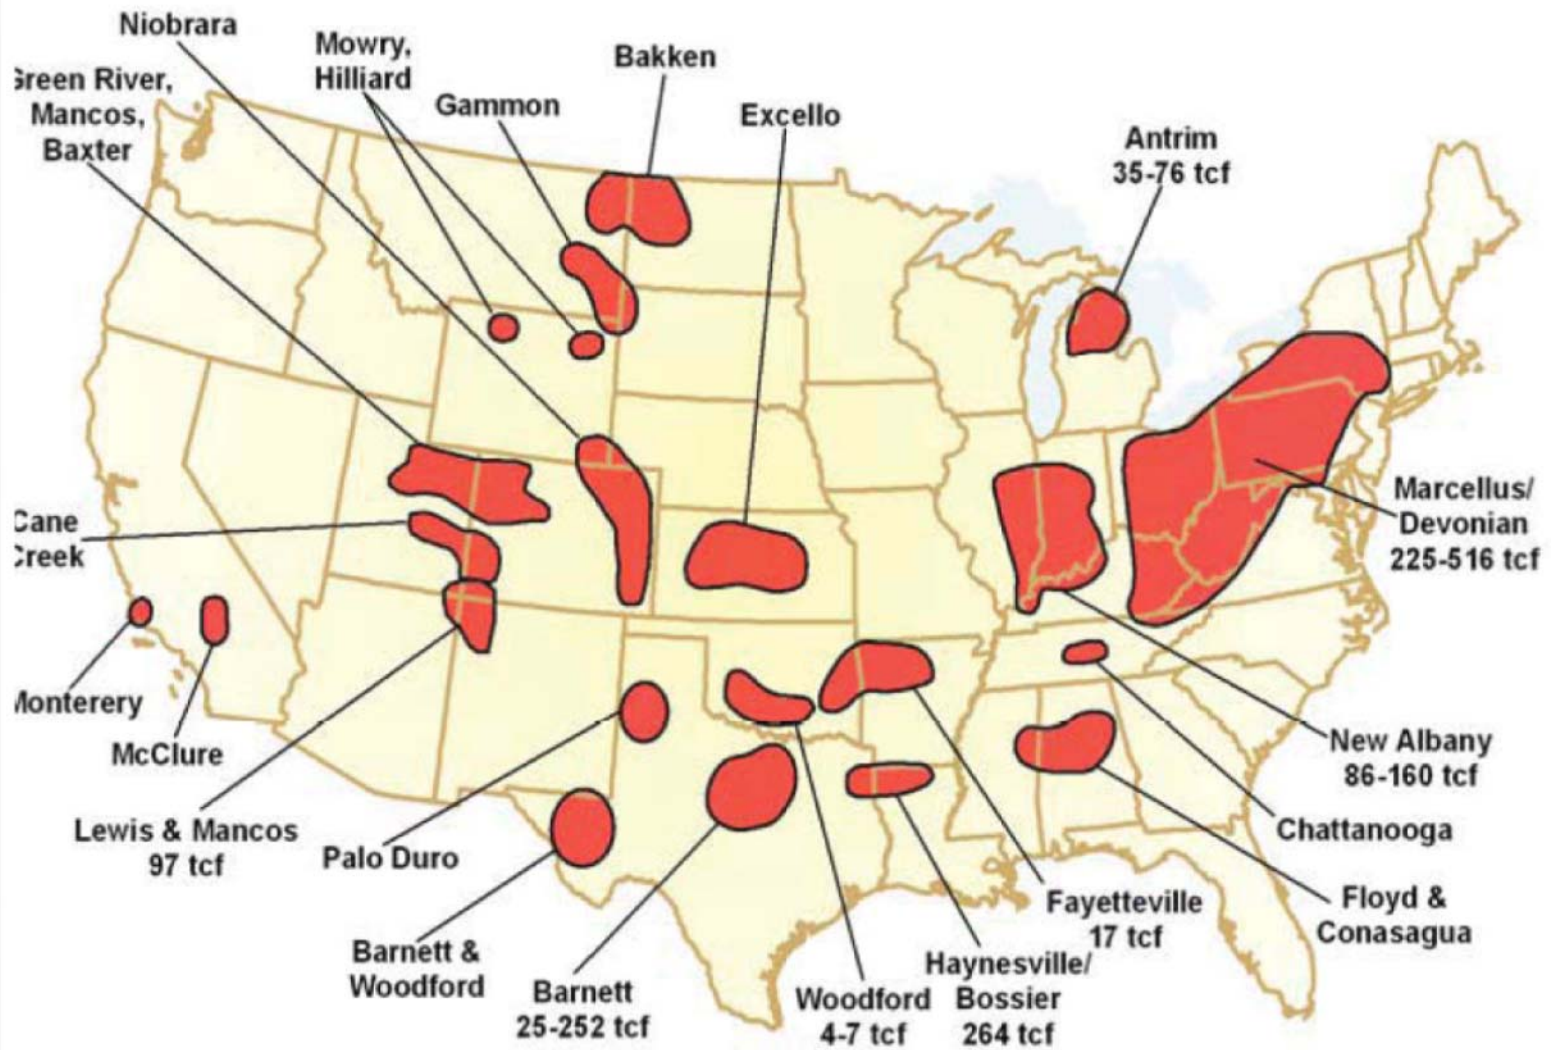 Niobrara
Mowry,
Hilliard
Bakken
Green River,
Mancos,
Baxter
Gammon
Excello
Antrim
35-76 tcf
Cane
Creek
Marcellus/
Devonian
225-516 tcf
Monterery
McClure
New Albany
86-160 tcf
Lewis & Mancos
97 tcf
Palo Duro
Chattanooga
Barnett &
Woodford
Barnett
25-252 tcf
Woodford
4-7 tcf
Haynesville/
Bossier
264 tcf
Fayetteville
17 tcf
Floyd &
Conasagua